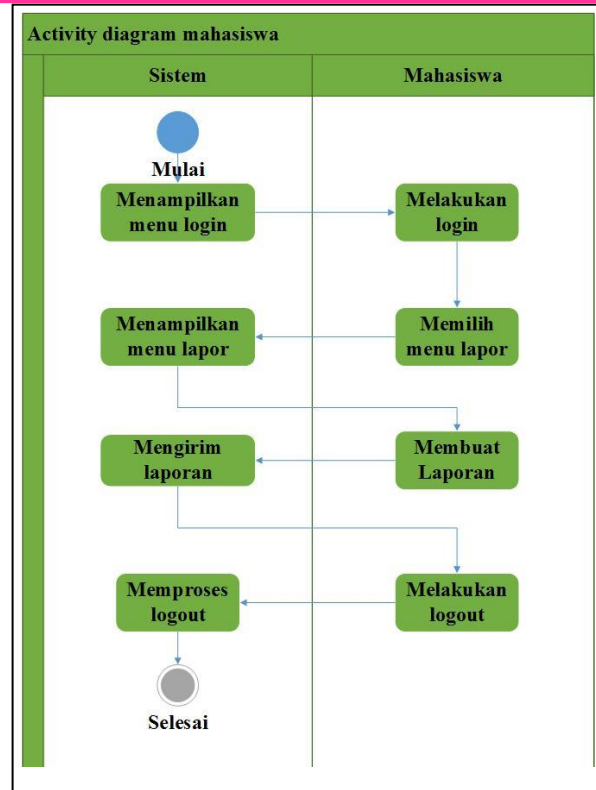 Activity diagram mahasiswa
Sistem
Mahasiswa
Mulai
Menampilkan
menu login
Melakukan
login
Memilih
menu lapor
Menampilkan
menu lapor
Membuat
Laporan
Mengirim
laporan
Melakukan
logout
Memproses
logout
Selesai